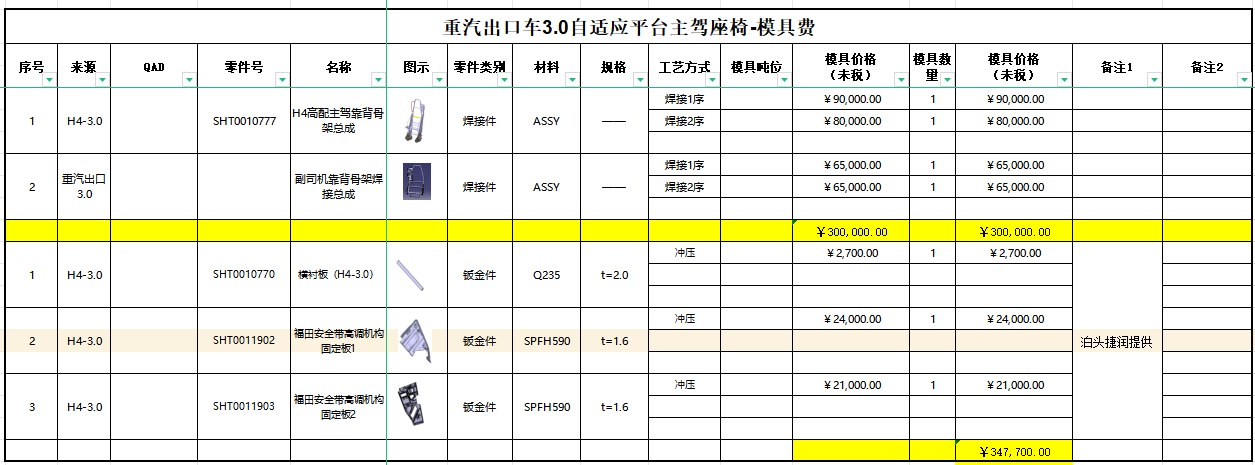 重汽出口车3.0自适应平台主驾座椅-模具费
序号 来源 QAD 零件号 名称 图示 零件类别 材料 规格 工艺方式 模具吨位 模具价格（未税） 模具数量 模具价格（未税） 备注1 备注2
1 H4-3.0 SHT0010777 H4高配主驾靠背骨架总成 焊接件 ASSY —— 焊接1序 ￥90,000.00 1 ￥90,000.00
焊接2序 ￥80,000.00 1 ￥80,000.00
2 重汽出口3.0 副司机靠背骨架焊接总成 焊接件 ASSY —— 焊接1序 ￥65,000.00 1 ￥65,000.00
焊接2序 ￥65,000.00 1 ￥65,000.00
￥300,000.00 ￥300,000.00
1 H4-3.0 SHT0010770 横衬板（H4-3.0） 钣金件 Q235 t=2.0 冲压 ￥2,700.00 1 ￥2,700.00
2 H4-3.0 SHT0011902 福田安全带高调机构固定板1 钣金件 SPFH590 t=1.6 冲压 ￥24,000.00 1 ￥24,000.00 泊头捷润提供
3 H4-3.0 SHT0011903 福田安全带高调机构固定板2 钣金件 SPFH590 t=1.6 冲压 ￥21,000.00 1 ￥21,000.00
￥347,700.00